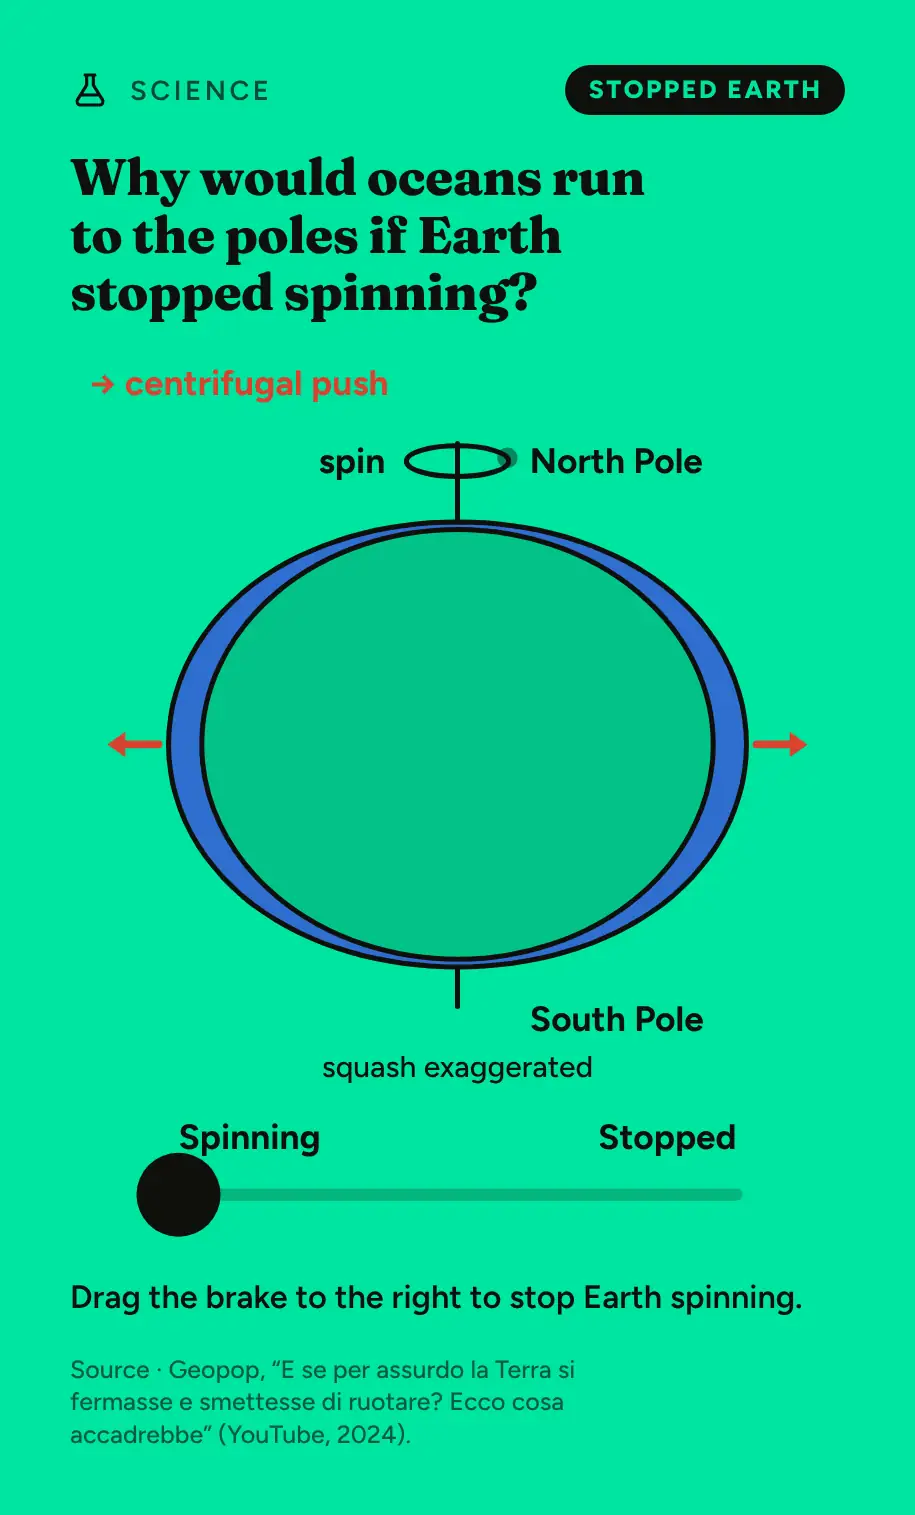 SCIENCE
STOPPED EARTH
Why would oceans run
to the poles if Earth
stopped spinning?
→ centrifugal push
spin
North Pole
South Pole
squash exaggerated
Spinning
Stopped
Drag the brake to the right to stop Earth spinning.
Source · Geopop, “E se per assurdo la Terra si
fermasse e smettesse di ruotare? Ecco cosa
accadrebbe” (YouTube, 2024).